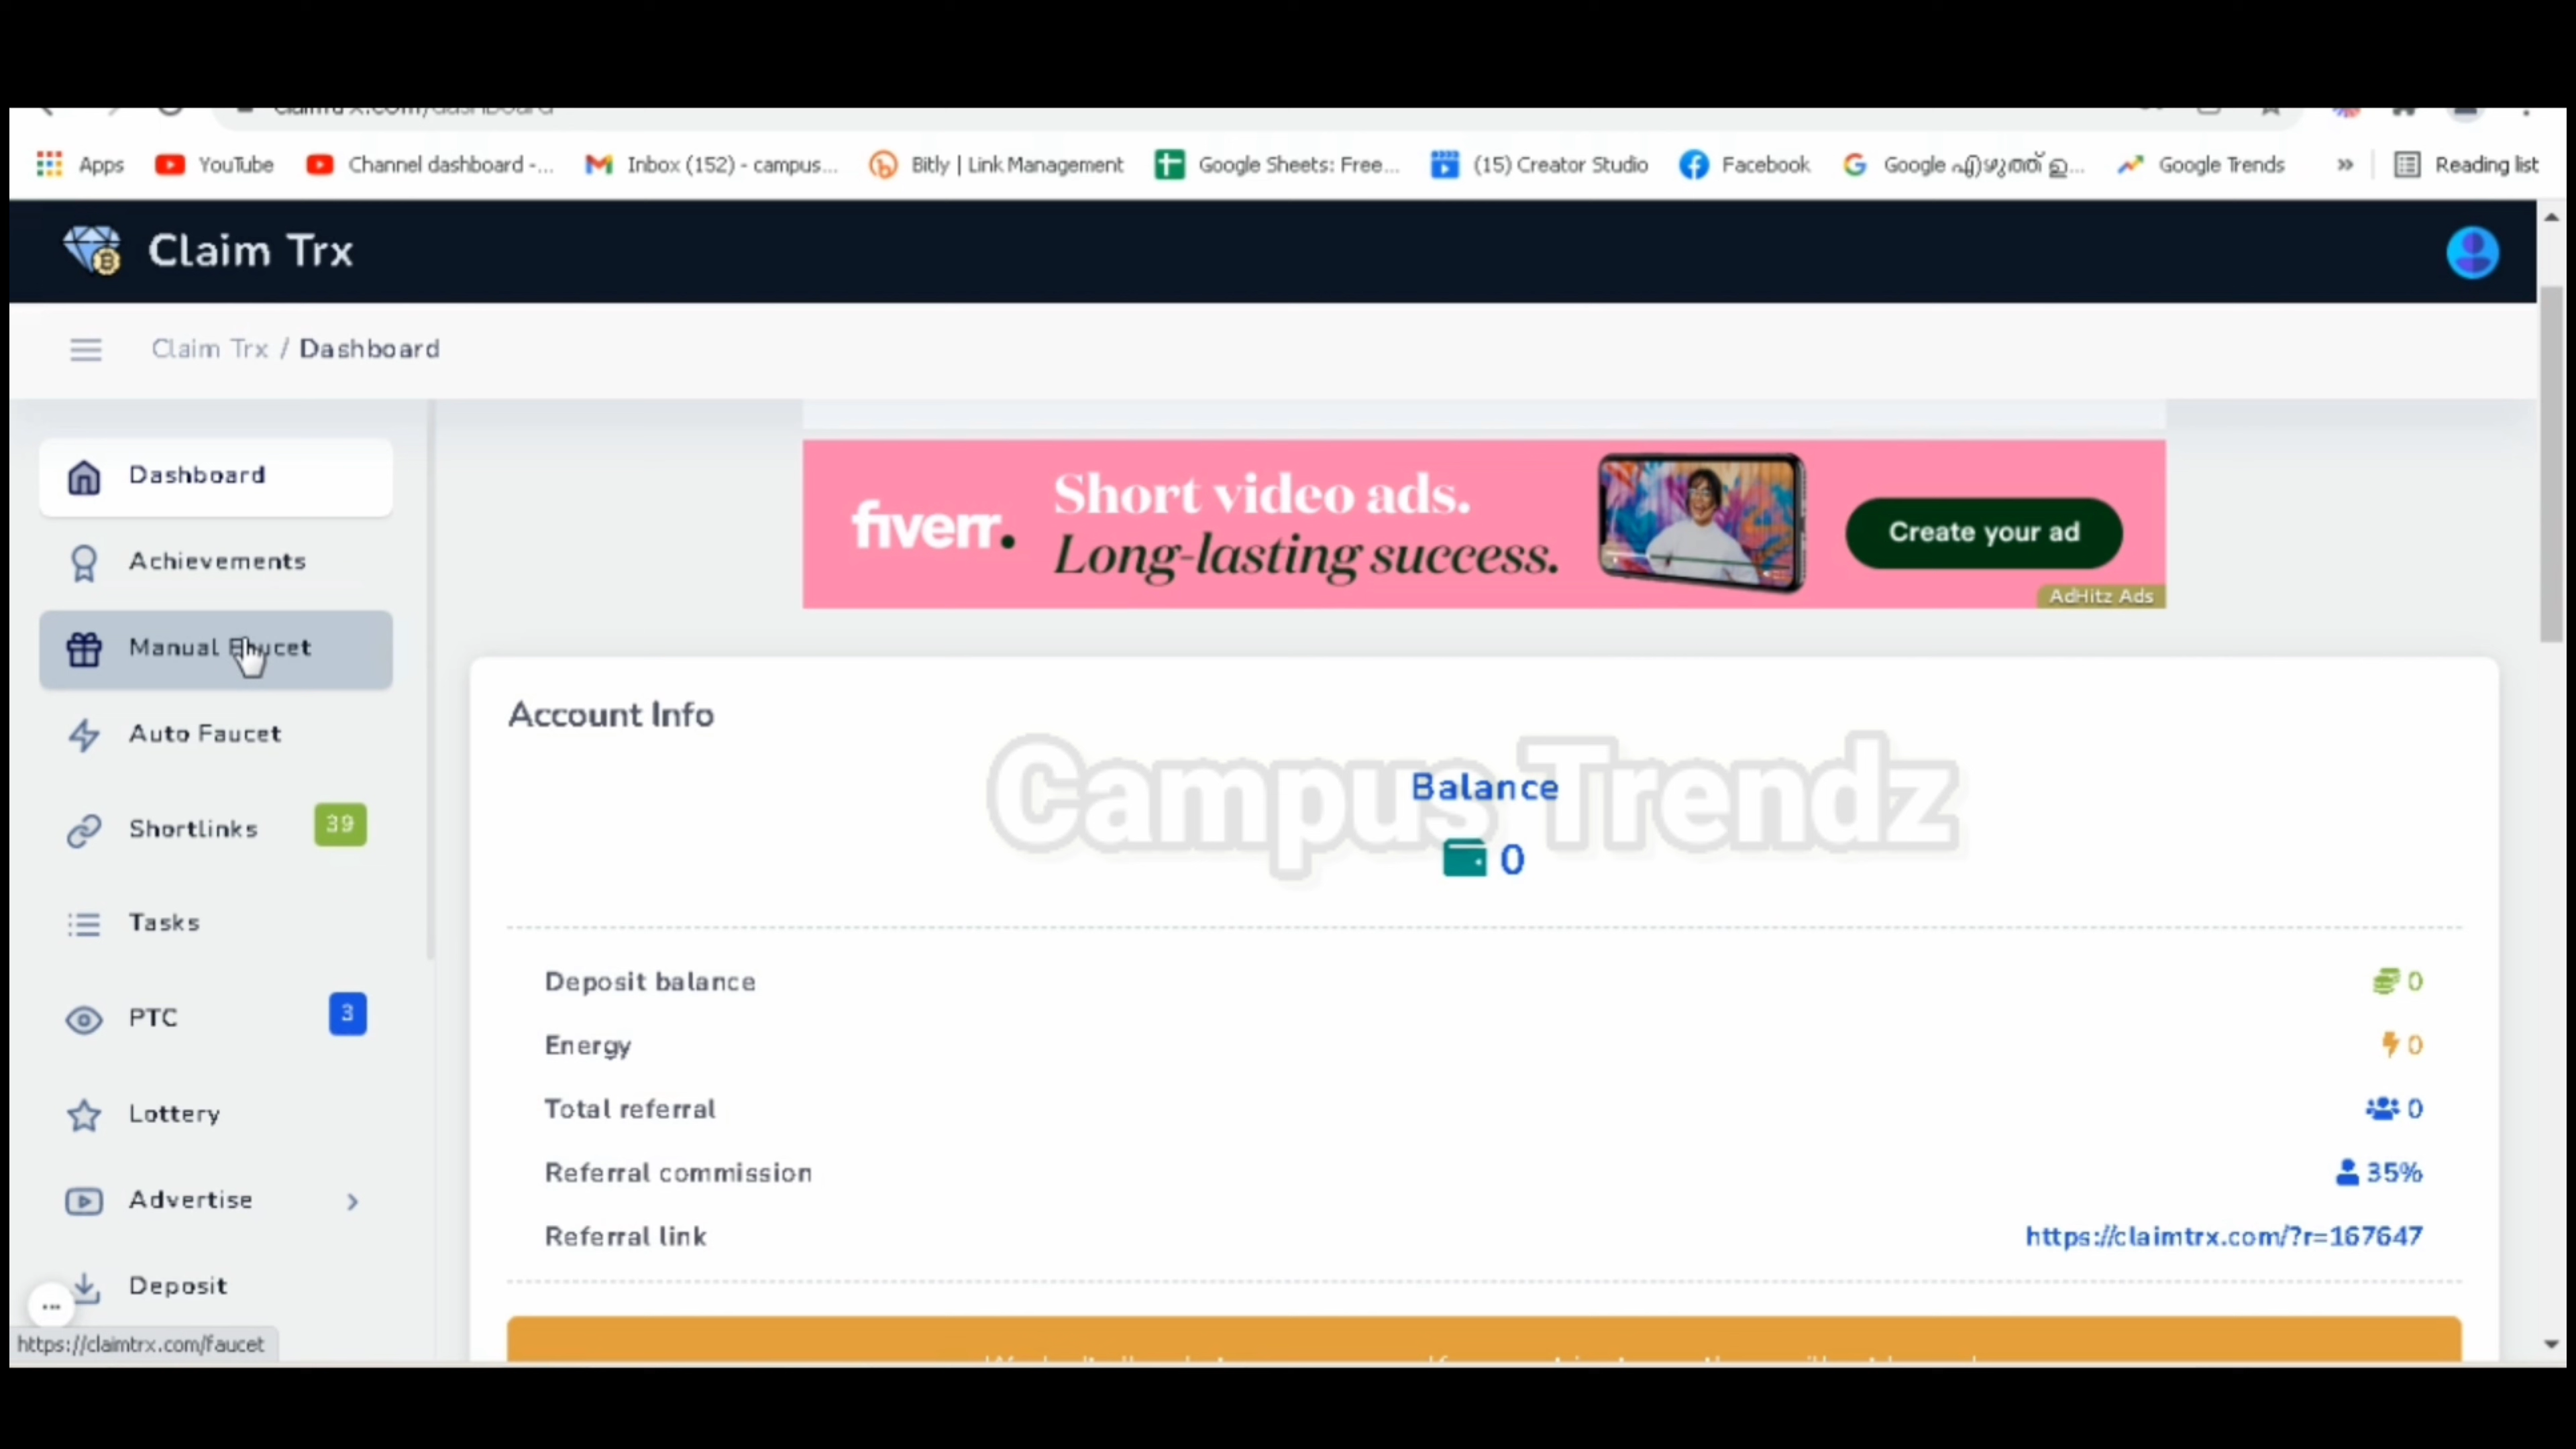 Apps YouTube Channel dashboard -... Inbox (152) - campus... Bitly | Link Management Google Sheets: Free... (15) Creator Studio Facebook Google എഴുത്ത് ഉ... Google Trends » Reading list
Claim Trx
Claim Trx / Dashboard
Dashboard
Achievements
Manual Faucet
Auto Faucet
Shortlinks 39
Tasks
PTC 3
Lottery
Advertise
Deposit
https://claimtrx.com/faucet
fiverr.
Short video ads.
Long-lasting success.
Create your ad
AdHitz Ads
Account Info
Campus Trendz
Balance
0
Deposit balance 0
Energy 0
Total referral 0
Referral commission 35%
Referral link https://claimtrx.com/?r=167647